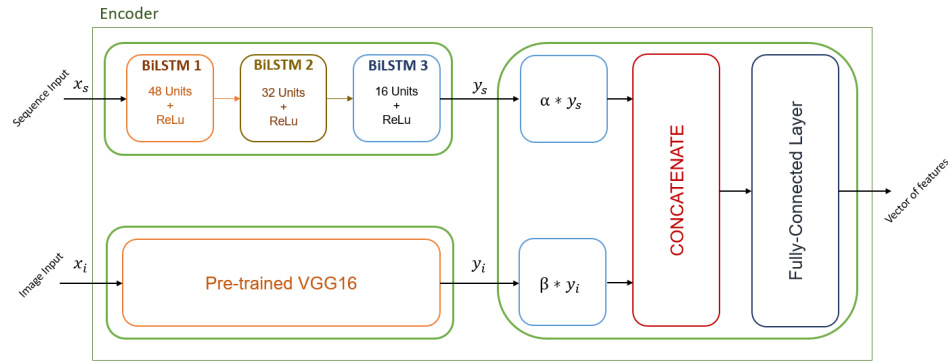 Encoder
Sequence Input
x_s
BiLSTM 1
48 Units
+
ReLu
BiLSTM 2
32 Units
+
ReLu
BiLSTM 3
16 Units
+
ReLu
y_s
α * y_s
Image Input
x_i
Pre-trained VGG16
y_i
β * y_i
CONCATENATE
Fully-Connected Layer
Vector of features